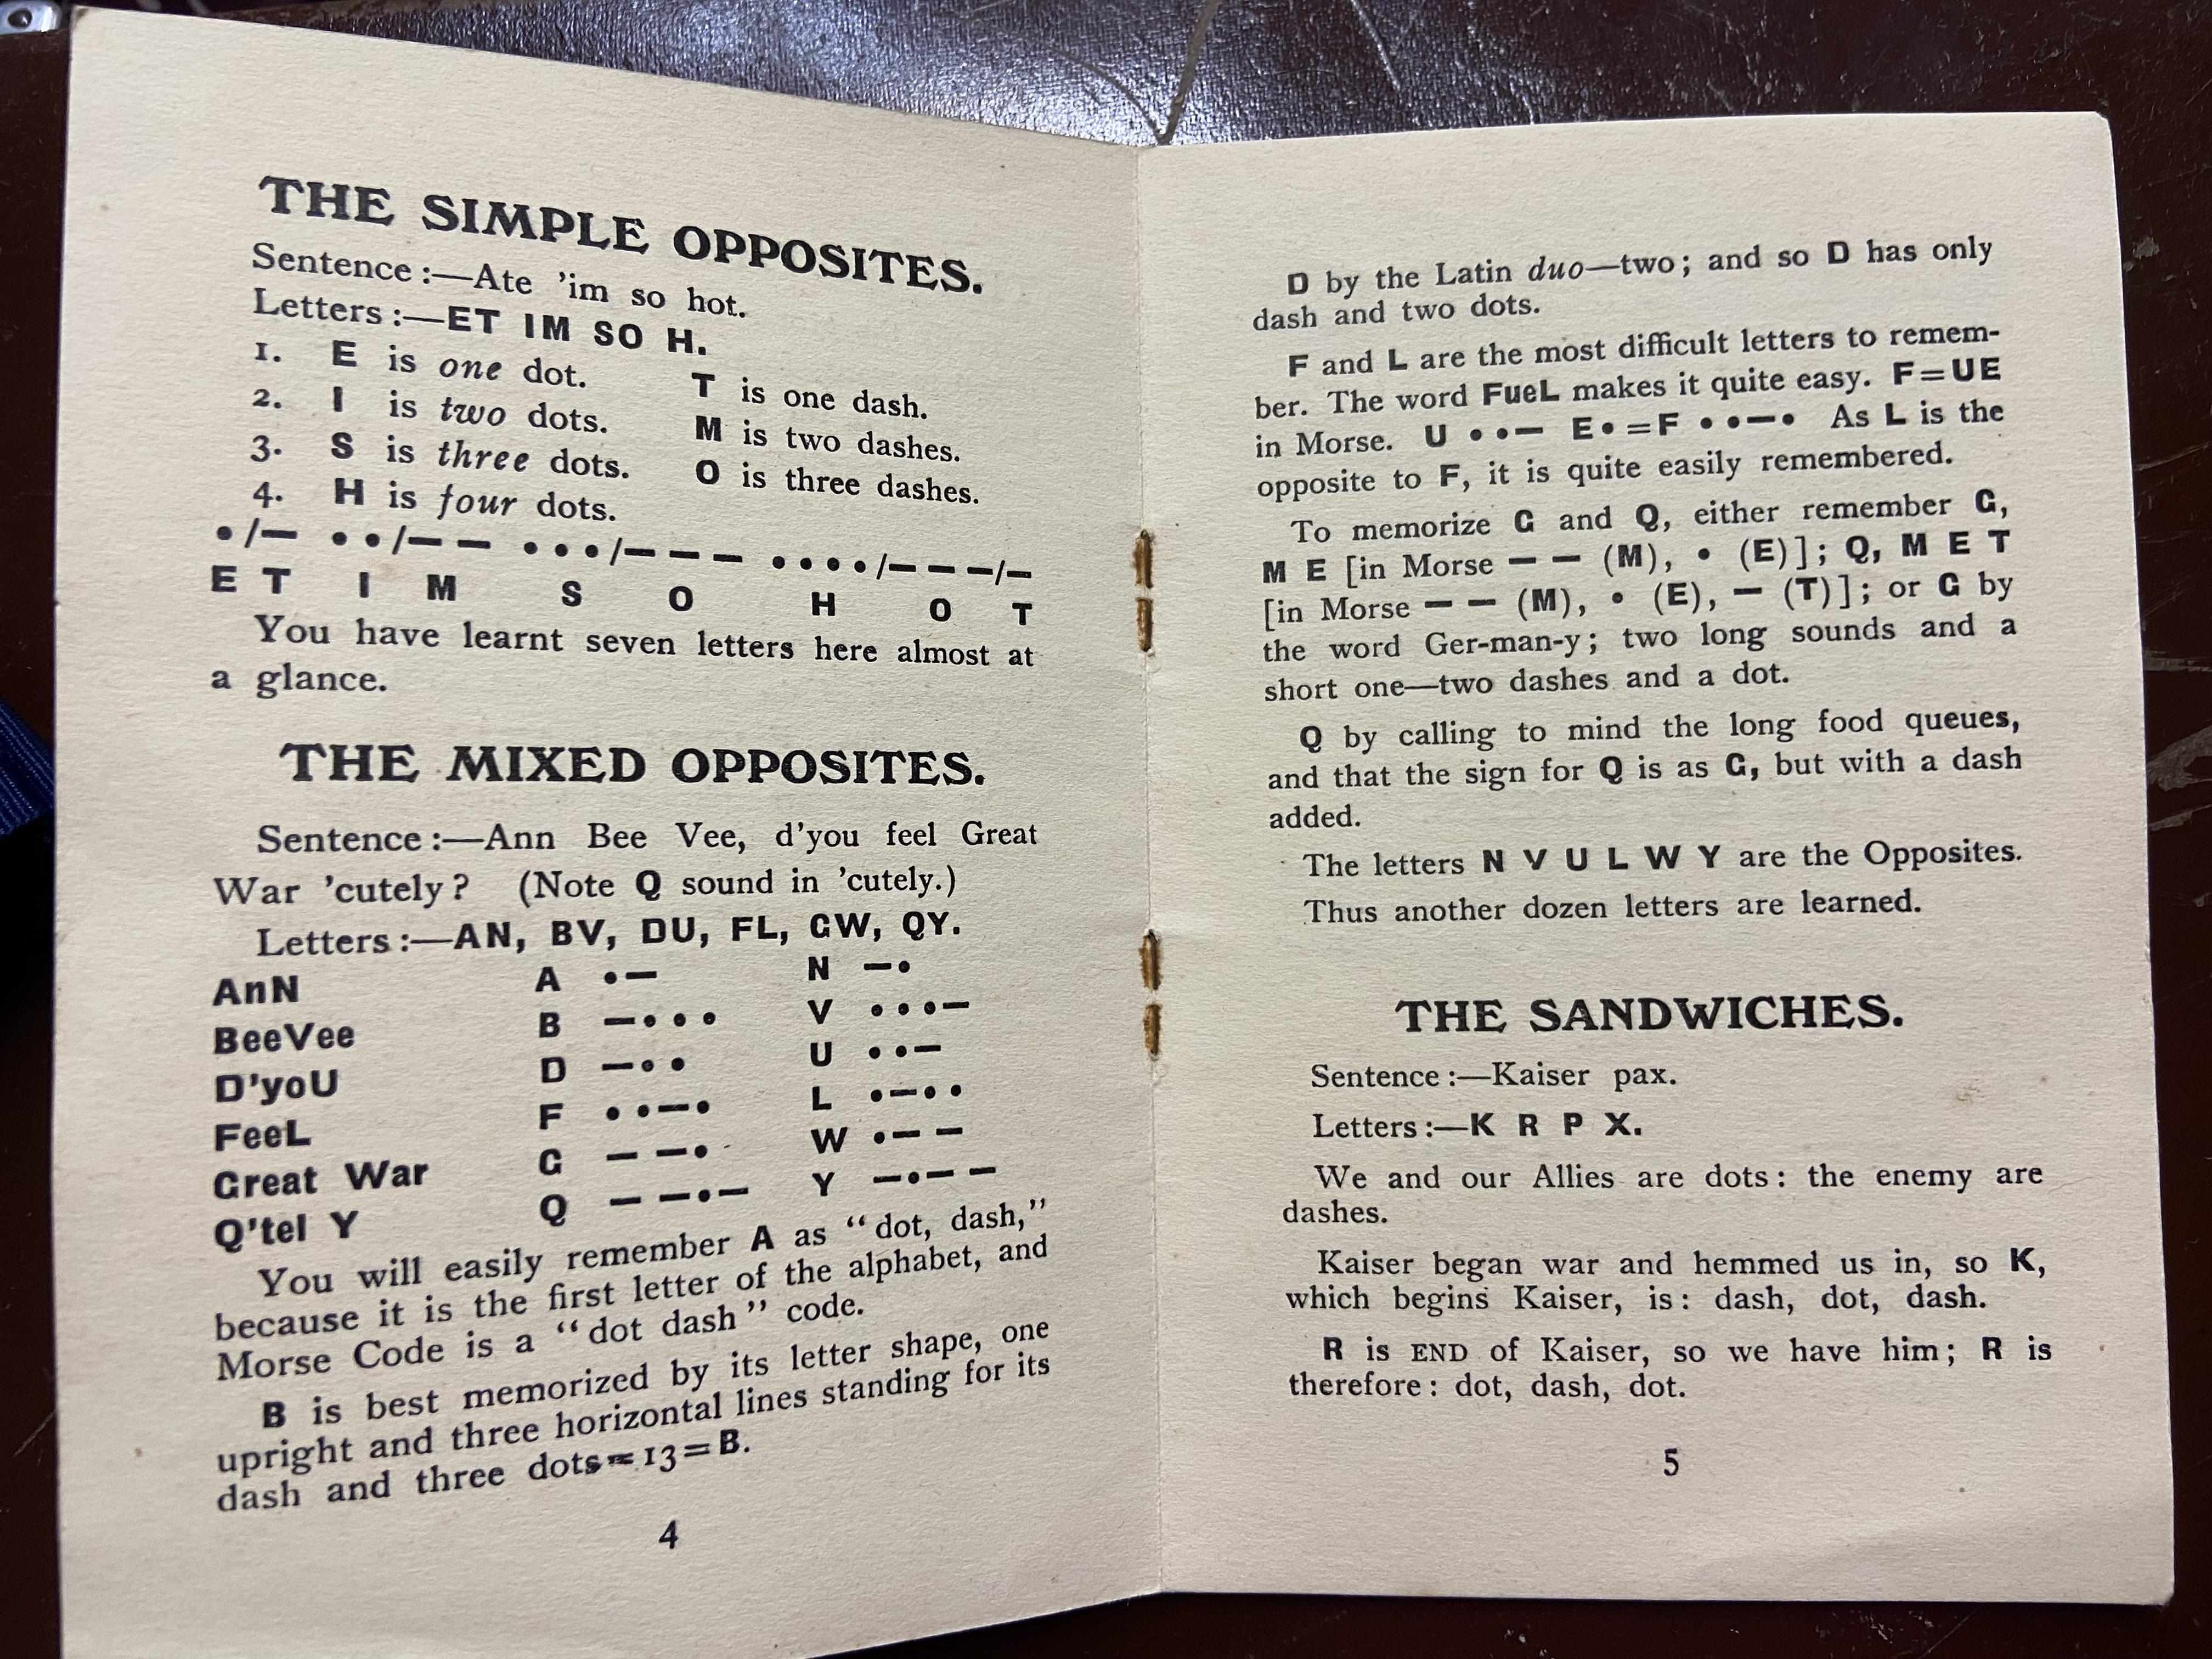 THE SIMPLE OPPOSITES.
Sentence :—Ate 'im so hot.
Letters :—ET IM SO H.
1. E is one dot. T is one dash.
2. I is two dots. M is two dashes.
3. S is three dots. O is three dashes.
4. H is four dots.
•/— ••/— — •••/— — — ••••/— — —/—
E T I M S O H O T
You have learnt seven letters here almost at
a glance.
THE MIXED OPPOSITES.
Sentence :—Ann Bee Vee, d'you feel Great
War 'cutely? (Note Q sound in 'cutely.)
Letters :—AN, BV, DU, FL, GW, QY.
AnN A •— N —•
BeeVee B —••• V •••—
D'yoU D —•• U ••—
FeeL F ••—• L •—••
Great War G — —• W •— —
Q'tel Y Q — —•— Y —•— —
You will easily remember A as “dot, dash,”
because it is the first letter of the alphabet, and
Morse Code is a “dot dash” code.
B is best memorized by its letter shape, one
upright and three horizontal lines standing for its
dash and three dots=13=B.
4
D by the Latin duo—two; and so D has only
dash and two dots.
F and L are the most difficult letters to remem-
ber. The word FueL makes it quite easy. F=UE
in Morse. U ••— E•=F ••—• As L is the
opposite to F, it is quite easily remembered.
To memorize G and Q, either remember G,
M E [in Morse — — (M), • (E)]; Q, M E T
[in Morse — — (M), • (E), — (T)]; or G by
the word Ger-man-y; two long sounds and a
short one—two dashes and a dot.
Q by calling to mind the long food queues,
and that the sign for Q is as G, but with a dash
added.
The letters N V U L W Y are the Opposites.
Thus another dozen letters are learned.
THE SANDWICHES.
Sentence :—Kaiser pax.
Letters :—K R P X.
We and our Allies are dots: the enemy are
dashes.
Kaiser began war and hemmed us in, so K,
which begins Kaiser, is: dash, dot, dash.
R is END of Kaiser, so we have him; R is
therefore: dot, dash, dot.
5